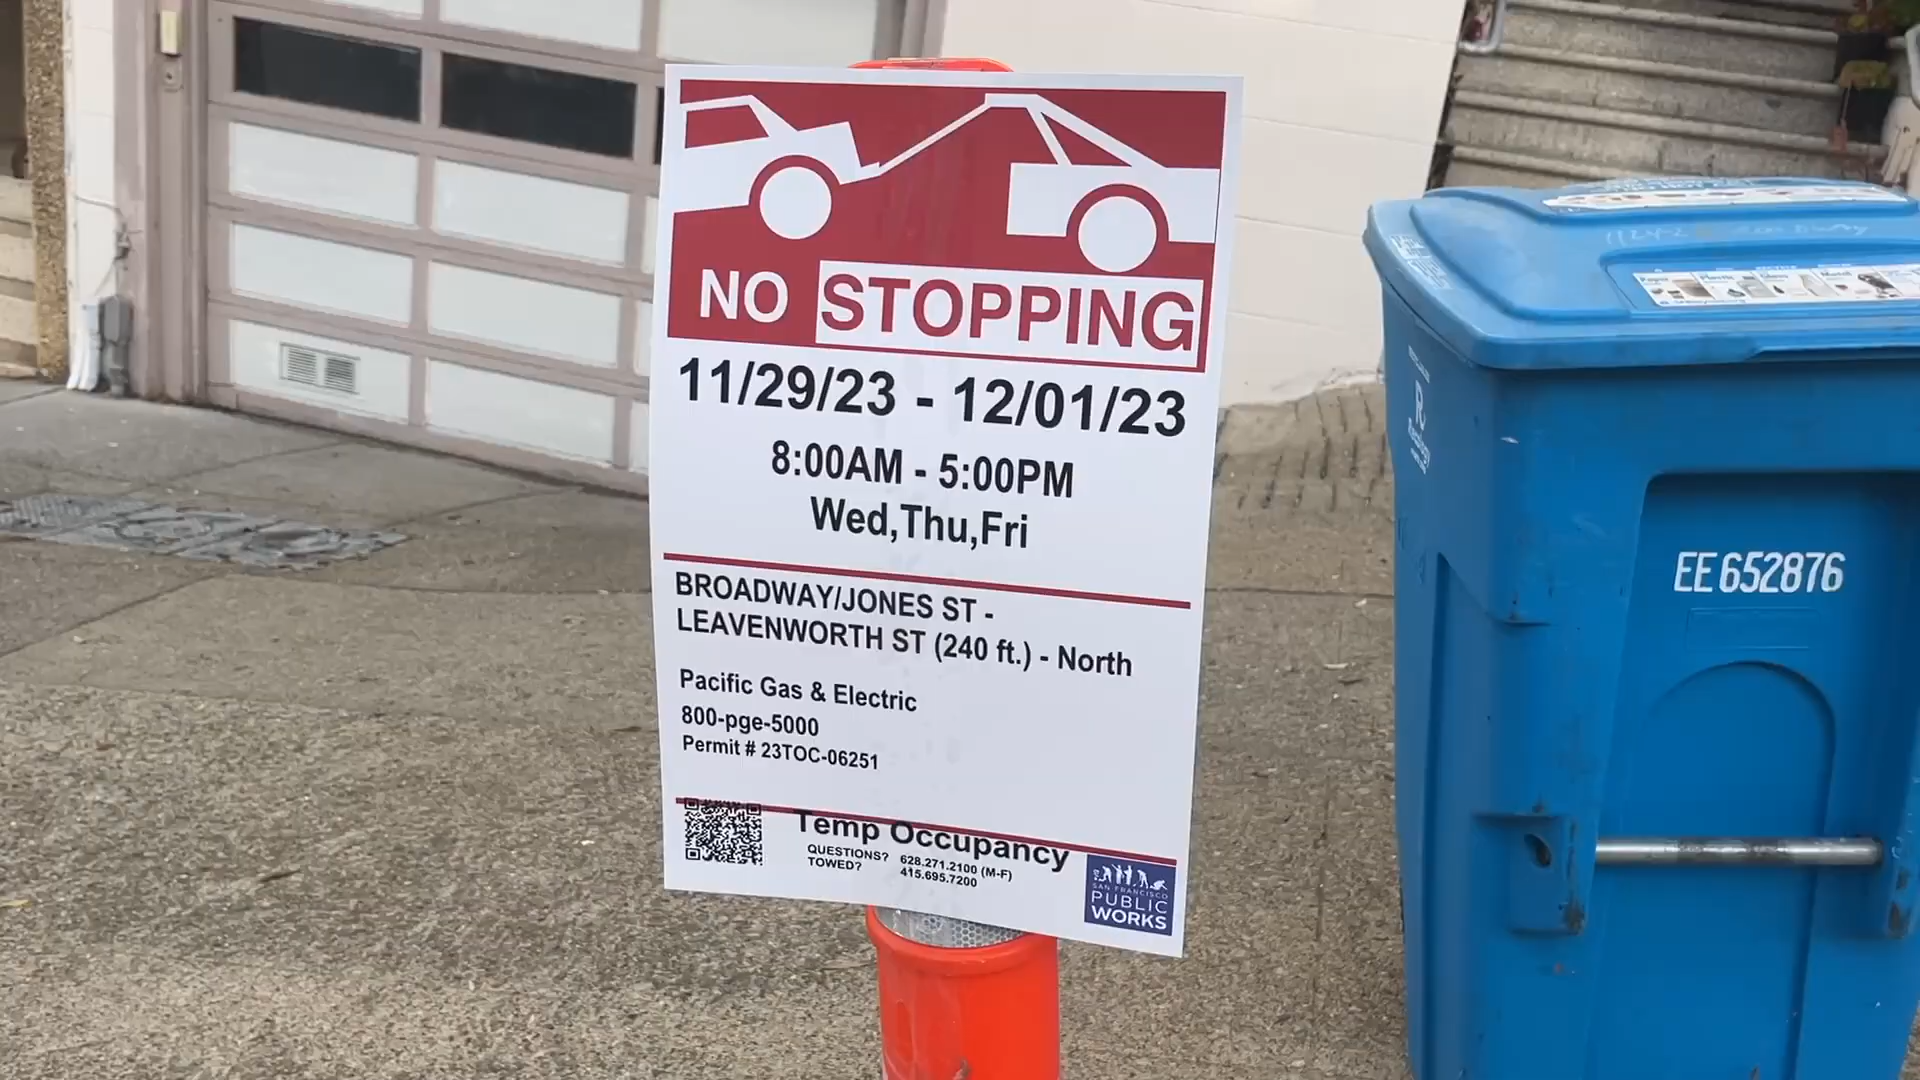 NO STOPPING
11/29/23 - 12/01/23
8:00AM - 5:00PM
Wed,Thu,Fri
BROADWAY/JONES ST -
LEAVENWORTH ST (240 ft.) - North
Pacific Gas & Electric
800-pge-5000
Permit # 23TOC-06251
Temp Occupancy
QUESTIONS? 628.271.2100 (M-F)
TOWED? 415.695.7200
SAN FRANCISCO
PUBLIC
WORKS
EE 652876